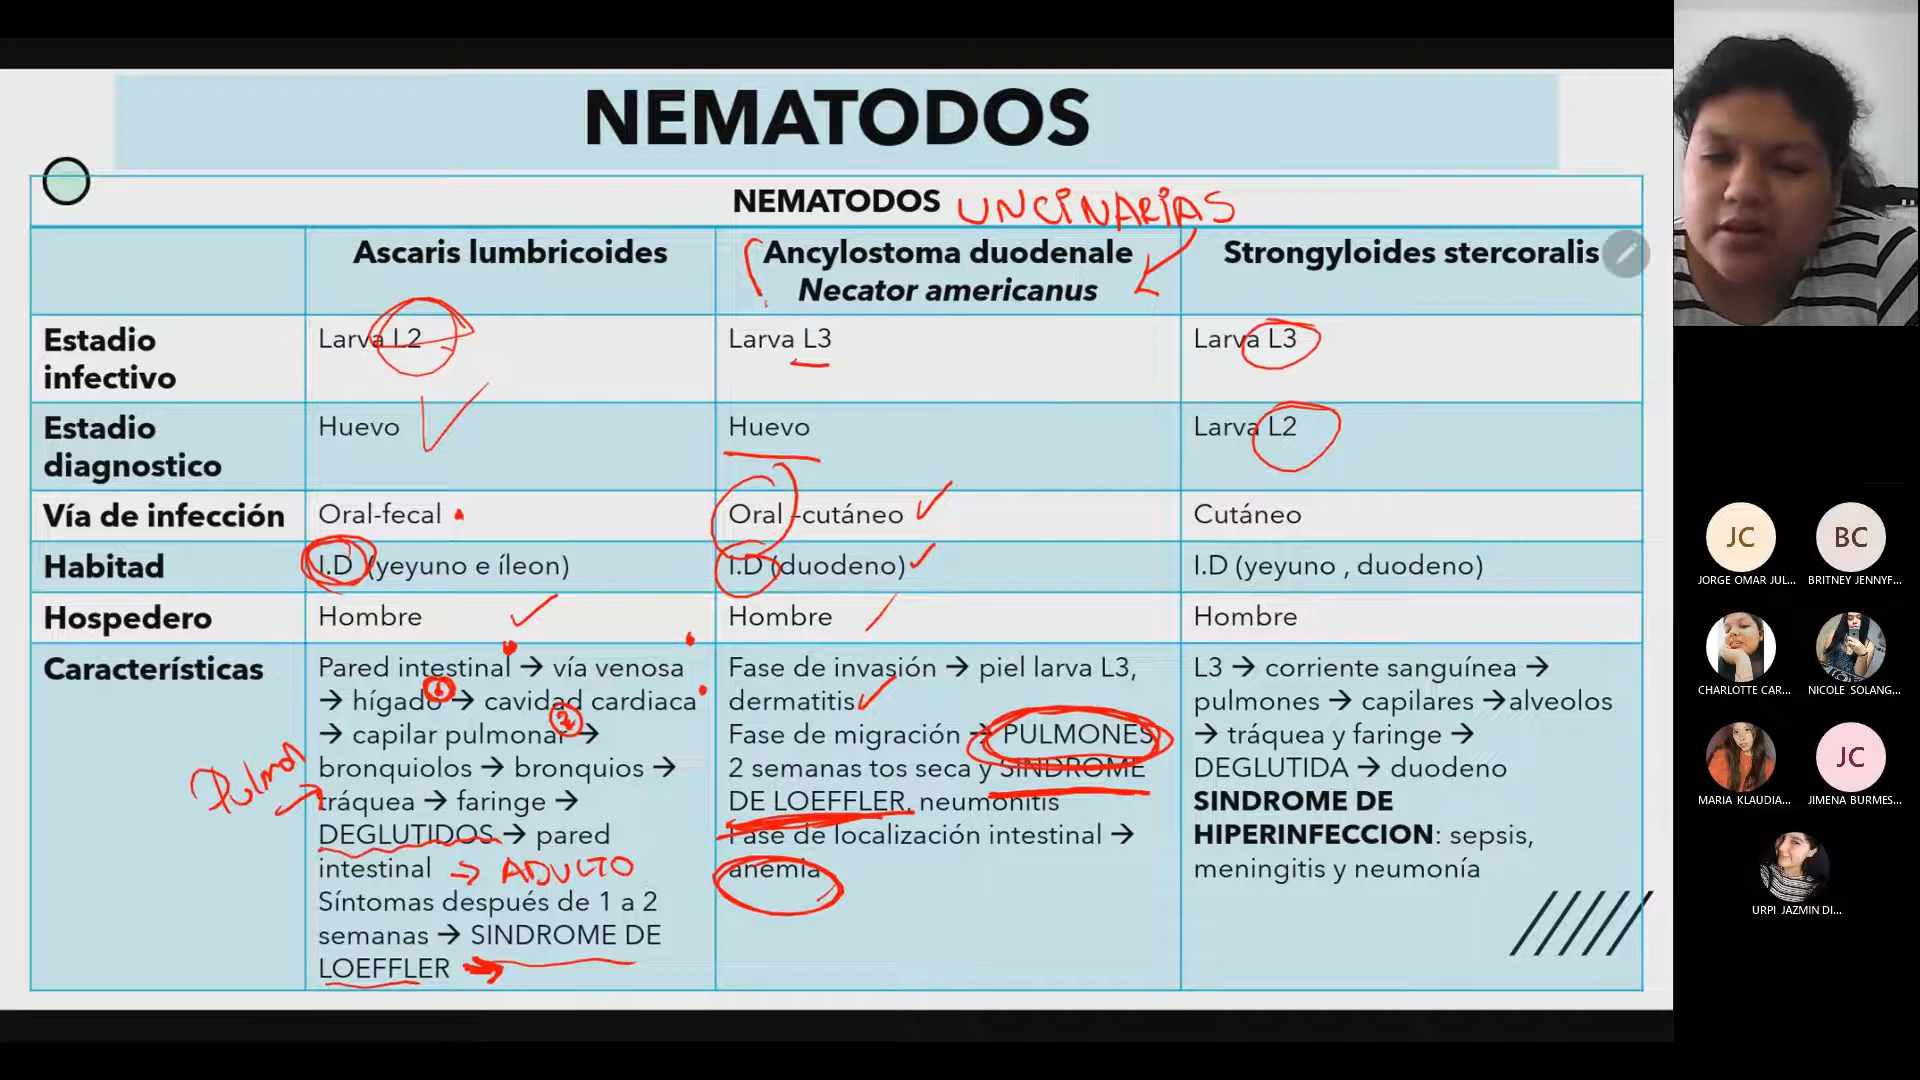 NEMATODOS
NEMATODOS UNCINARIAS
Ascaris lumbricoides
Ancylostoma duodenale
Necator americanus
Strongyloides stercoralis
Estadio
infectivo
Larva L2
Larva L3
Larva L3
Estadio
diagnostico
Huevo
Huevo
Larva L2
Vía de infección
Oral-fecal
Oral -cutáneo
Cutáneo
Habitad
I.D (yeyuno e íleon)
I.D (duodeno)
I.D (yeyuno , duodeno)
Hospedero
Hombre
Hombre
Hombre
Características
Pared intestinal → vía venosa
→ hígado → cavidad cardiaca
→ capilar pulmonar →
bronquiolos → bronquios →
tráquea → faringe →
DEGLUTIDOS → pared
intestinal → ADULTO
Síntomas después de 1 a 2
semanas → SINDROME DE
LOEFFLER
Pulmon
2
Fase de invasión → piel larva L3,
dermatitis
Fase de migración → PULMONES
2 semanas tos seca y SINDROME
DE LOEFFLER, neumonitis
Fase de localización intestinal →
anemia
L3 → corriente sanguínea →
pulmones → capilares →alveolos
→ tráquea y faringe →
DEGLUTIDA → duodeno
SINDROME DE
HIPERINFECCION: sepsis,
meningitis y neumonía
JC
BC
JORGE OMAR JUL...
BRITNEY JENNYF...
CHARLOTTE CAR...
NICOLE SOLANG...
JC
MARIA KLAUDIA...
JIMENA BURMES...
URPI JAZMIN DI...